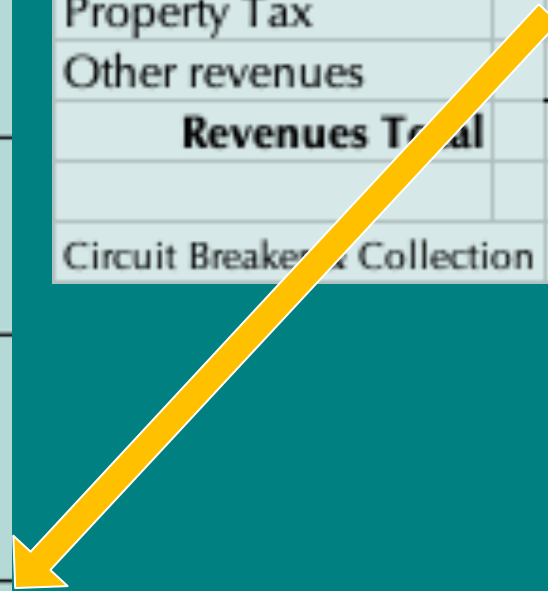 Property Tax
Other revenues
Revenues Total
Circuit Breaker & Collection